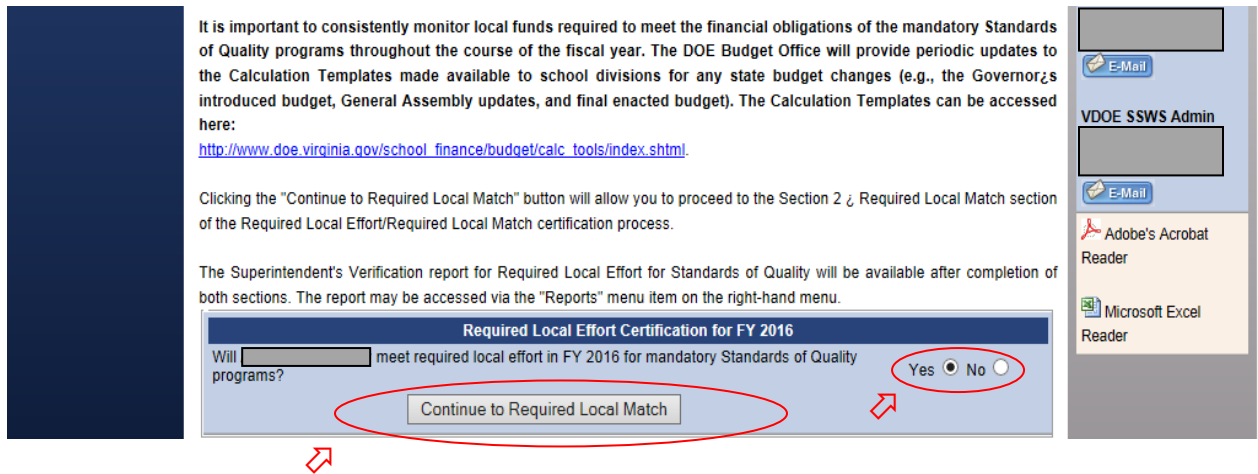 It is important to consistently monitor local funds required to meet the financial obligations of the mandatory Standards
of Quality programs throughout the course of the fiscal year. The DOE Budget Office will provide periodic updates to
the Calculation Templates made available to school divisions for any state budget changes (e.g., the Governor¿s
introduced budget, General Assembly updates, and final enacted budget). The Calculation Templates can be accessed
here:
http://www.doe.virginia.gov/school_finance/budget/calc_tools/index.shtml.
Clicking the "Continue to Required Local Match" button will allow you to proceed to the Section 2 ¿ Required Local Match section
of the Required Local Effort/Required Local Match certification process.
The Superintendent's Verification report for Required Local Effort for Standards of Quality will be available after completion of
both sections. The report may be accessed via the "Reports" menu item on the right-hand menu.
Required Local Effort Certification for FY 2016
Will meet required local effort in FY 2016 for mandatory Standards of Quality
programs?
Yes No
Continue to Required Local Match
E-Mail
VDOE SSWS Admin
E-Mail
Adobe's Acrobat
Reader
Microsoft Excel
Reader